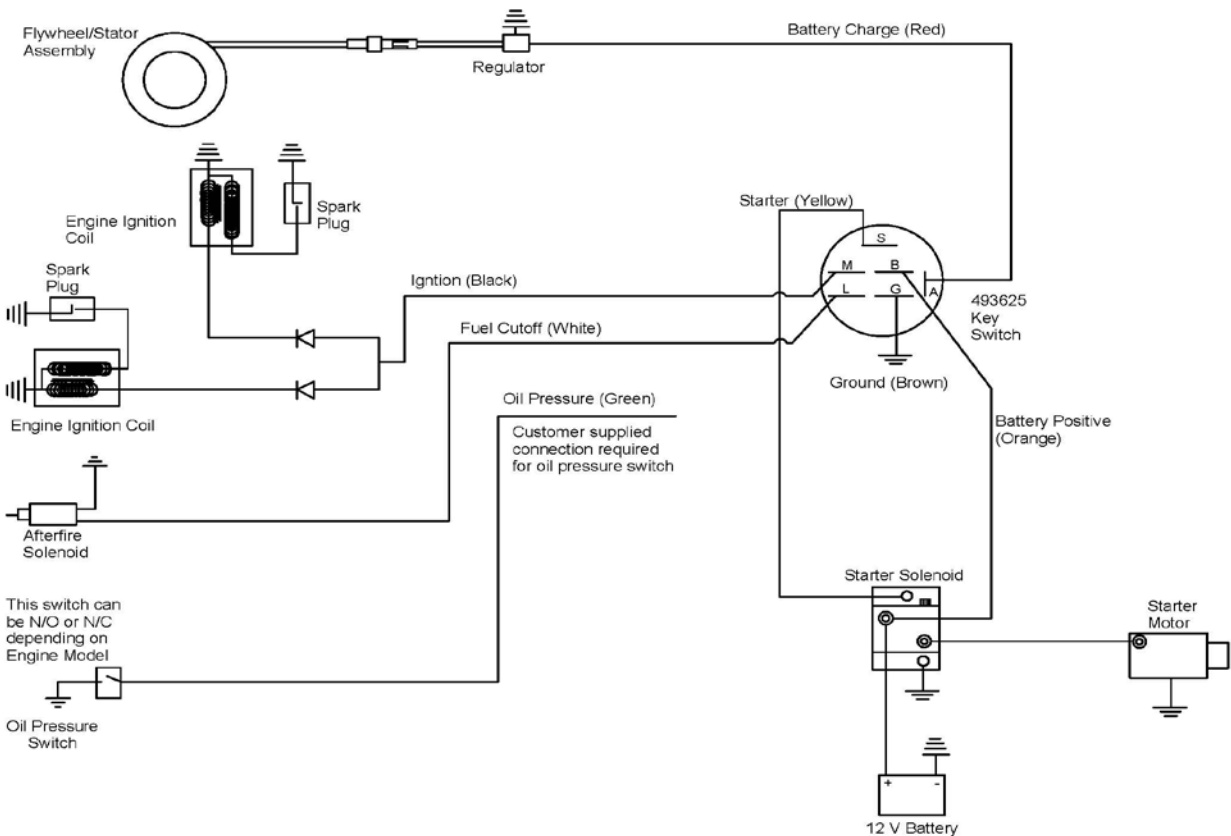 Flywheel/Stator
Assembly
Regulator
Battery Charge (Red)
Engine Ignition
Coil
Spark
Plug
Starter (Yellow)
S
M
B
L
G
A
493625
Key
Switch
Igntion (Black)
Spark
Plug
Fuel Cutoff (White)
Ground (Brown)
Engine Ignition Coil
Oil Pressure (Green)
Customer supplied
connection required
for oil pressure switch
Battery Positive
(Orange)
Afterfire
Solenoid
Starter Solenoid
This switch can
be N/O or N/C
depending on
Engine Model
Starter
Motor
Oil Pressure
Switch
+
-
12 V Battery